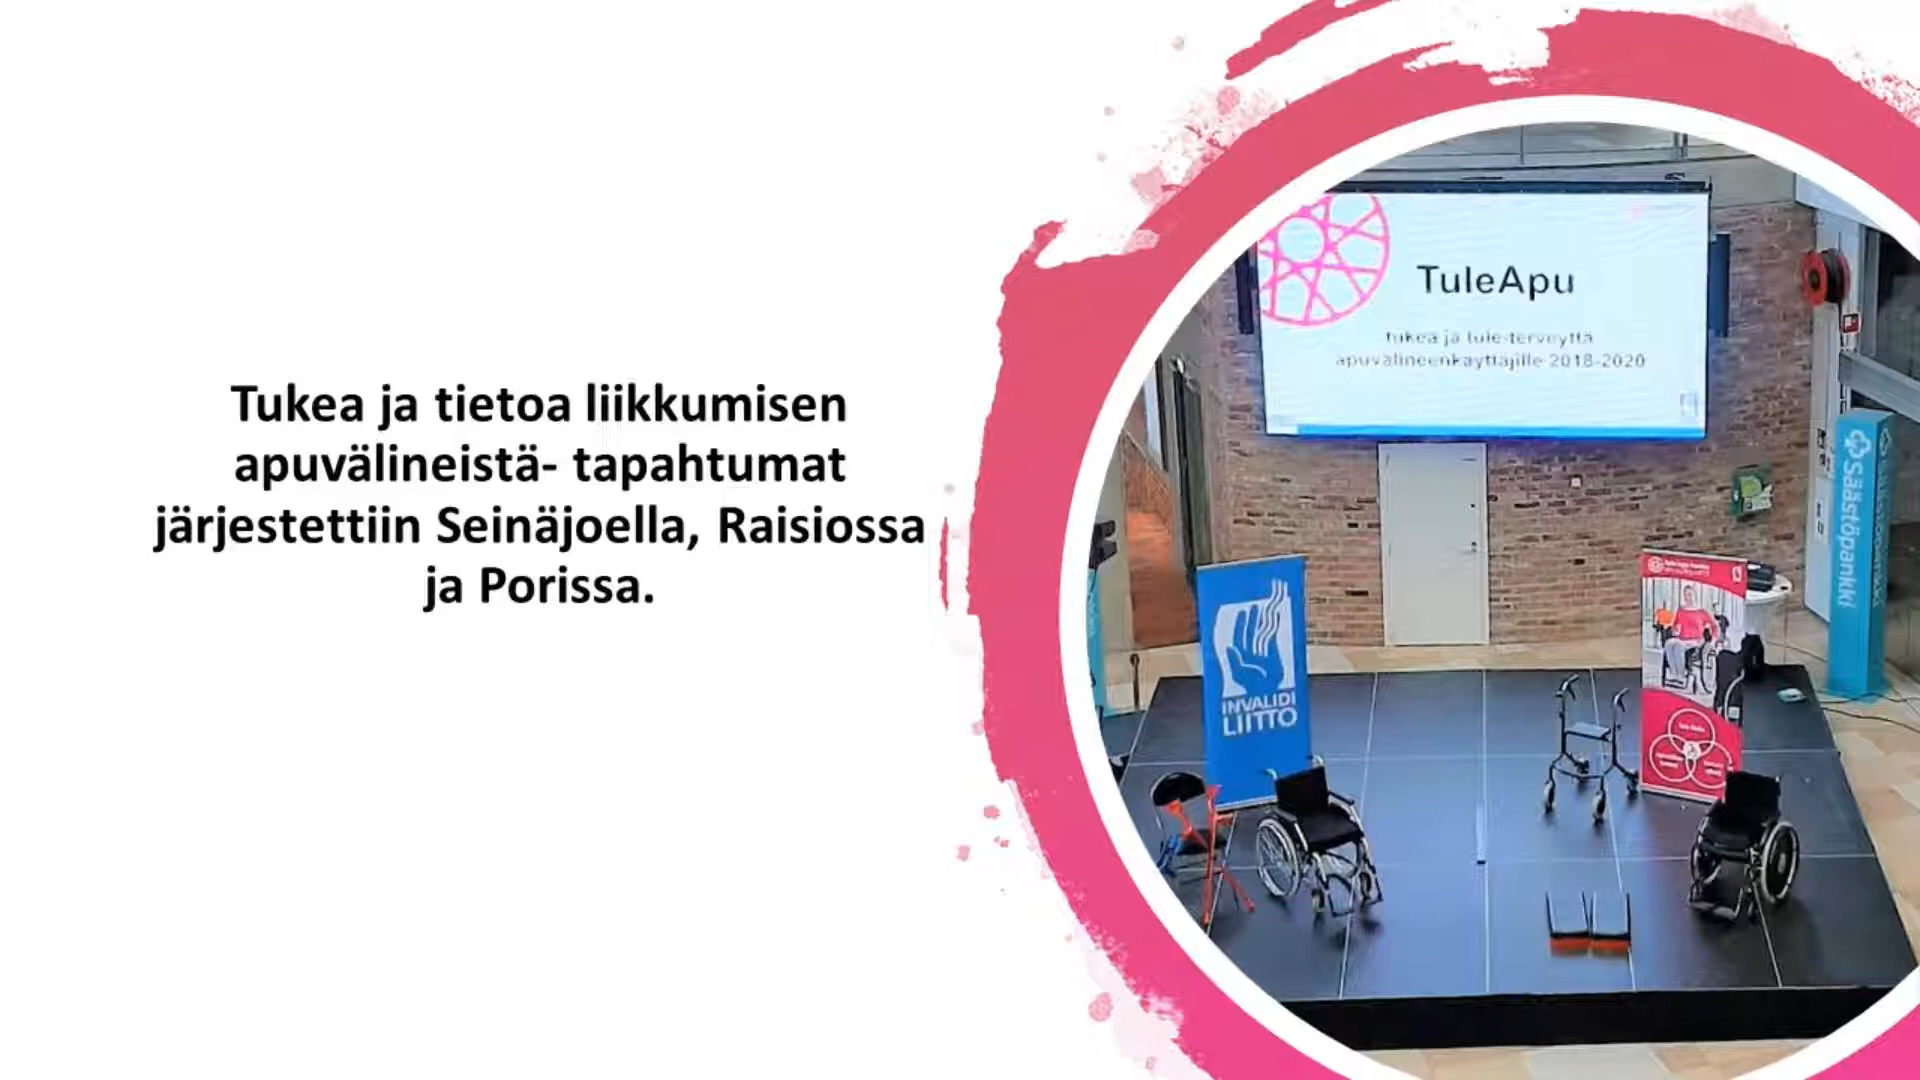 Tukea ja tietoa liikkumisen
apuvälineistä- tapahtumat
järjestettiin Seinäjoella, Raisiossa
ja Porissa.
TuleApu
tukea ja tule-terveyttä
apuvälineenkäyttäjille 2018-2020
Säästöpankki
Säästöpankki
INVALIDI
LIITTO